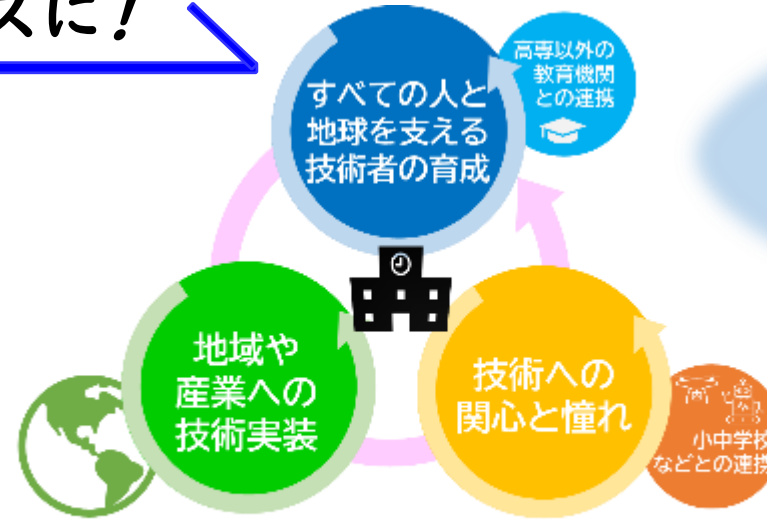 スに!
すべての人と
地球を支える
技術者の育成
高専以外の
教育機関
との連携
地域や
産業への
技術実装
技術への
関心と憧れ
小中学校
などとの連携